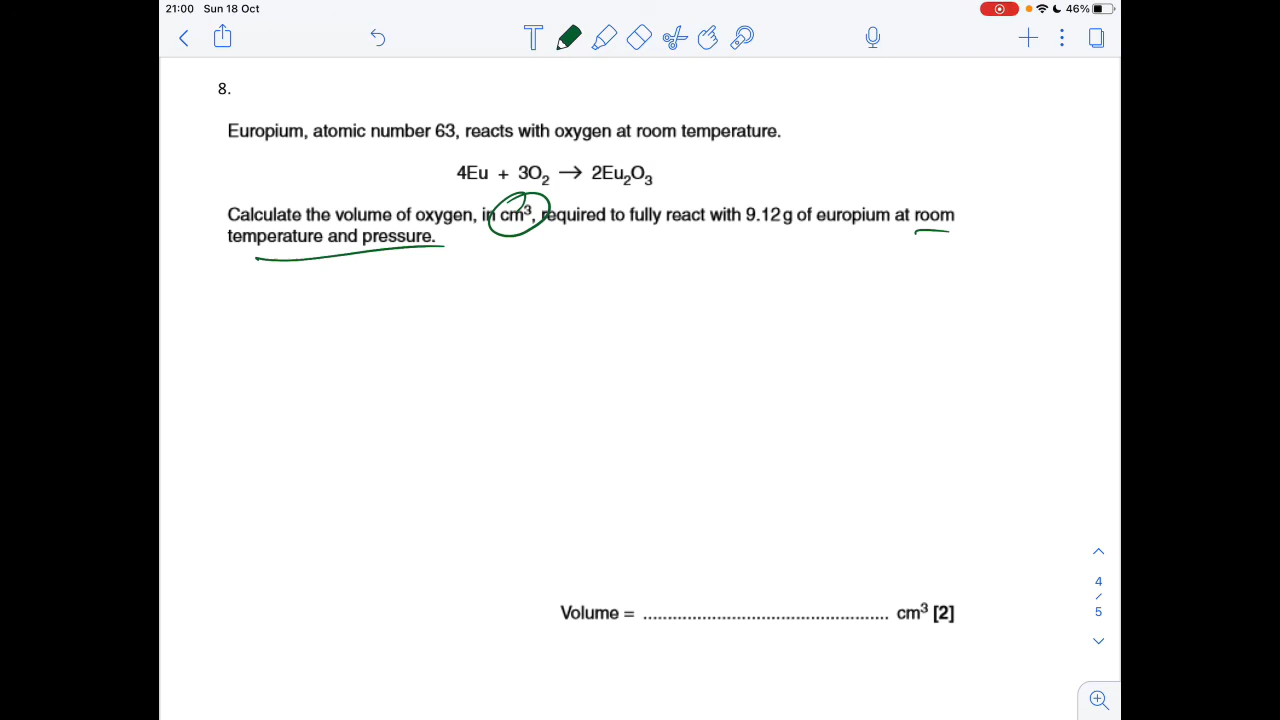 21:00 Sun 18 Oct
46%
T
8.
Europium, atomic number 63, reacts with oxygen at room temperature.
4Eu + 3O₂ → 2Eu₂O₃
Calculate the volume of oxygen, in cm³, required to fully react with 9.12 g of europium at room
temperature and pressure.
4
5
Volume = .................................................. cm³ [2]